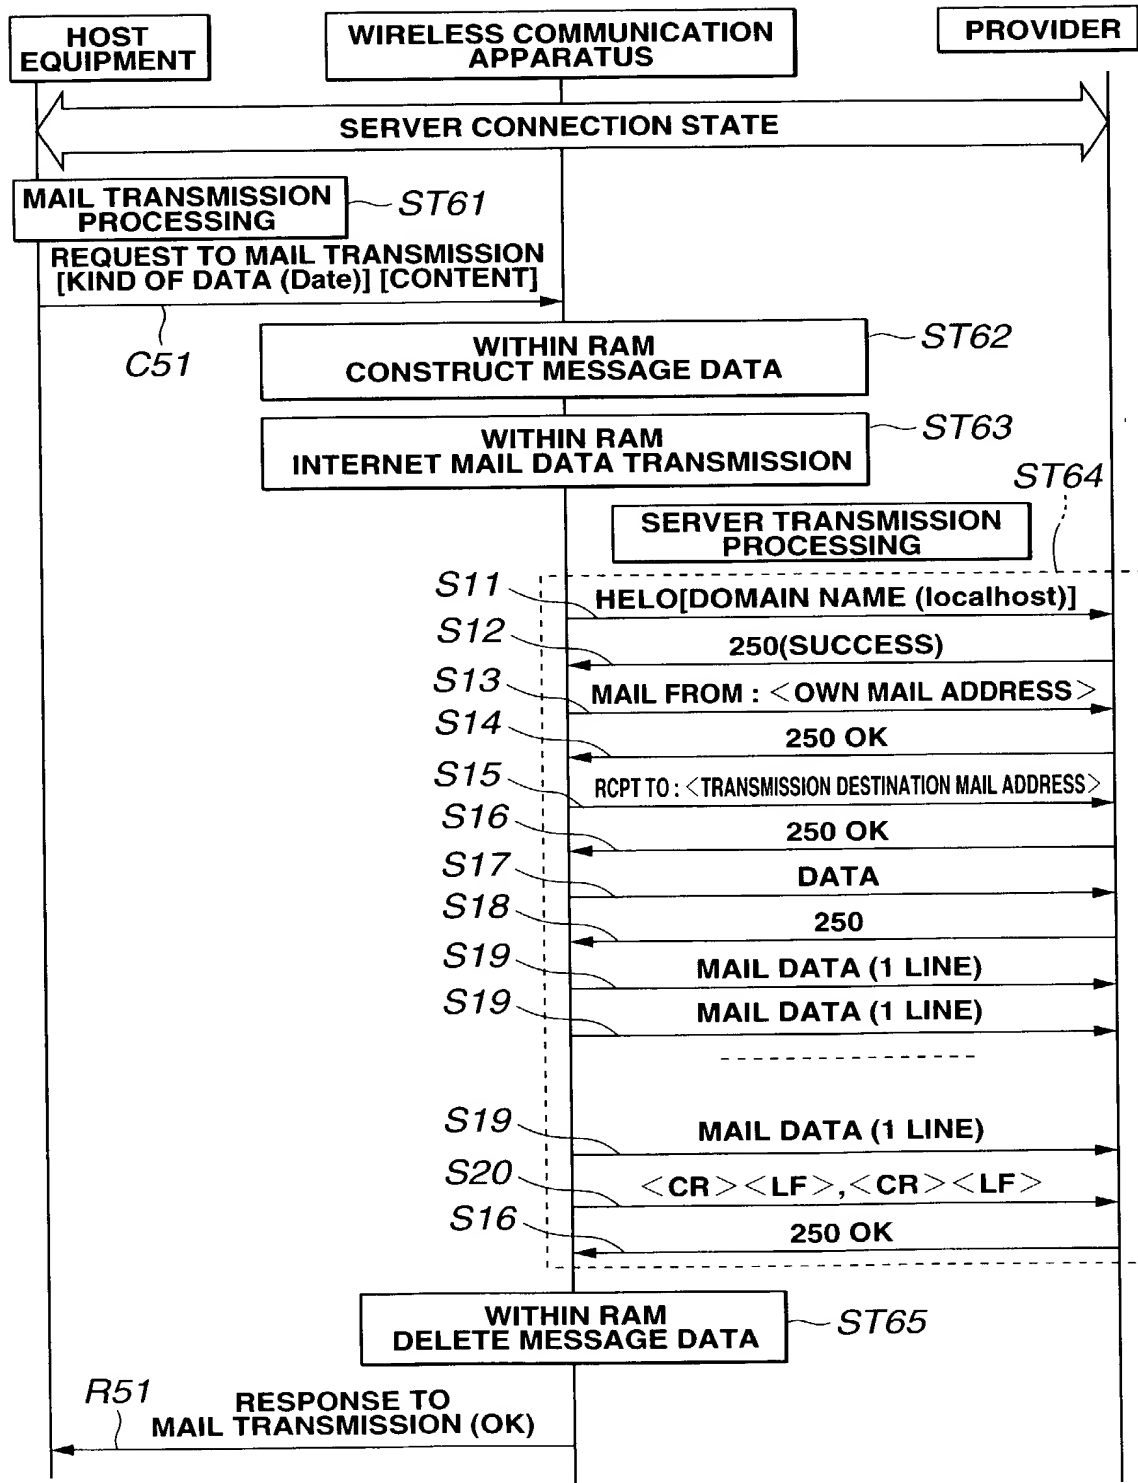 HOST
EQUIPMENT
WIRELESS COMMUNICATION
APPARATUS
PROVIDER
SERVER CONNECTION STATE
MAIL TRANSMISSION
PROCESSING
ST61
REQUEST TO MAIL TRANSMISSION
[KIND OF DATA (Date)] [CONTENT]
C51
WITHIN RAM
CONSTRUCT MESSAGE DATA
ST62
WITHIN RAM
INTERNET MAIL DATA TRANSMISSION
ST63
ST64
SERVER TRANSMISSION
PROCESSING
S11
HELO[DOMAIN NAME (localhost)]
S12
250(SUCCESS)
S13
MAIL FROM : <OWN MAIL ADDRESS>
S14
250 OK
S15
RCPT TO : <TRANSMISSION DESTINATION MAIL ADDRESS>
S16
250 OK
S17
DATA
S18
250
S19
MAIL DATA (1 LINE)
S19
MAIL DATA (1 LINE)
S19
MAIL DATA (1 LINE)
S20
<CR><LF>,<CR><LF>
S16
250 OK
WITHIN RAM
DELETE MESSAGE DATA
ST65
R51
RESPONSE TO
MAIL TRANSMISSION (OK)